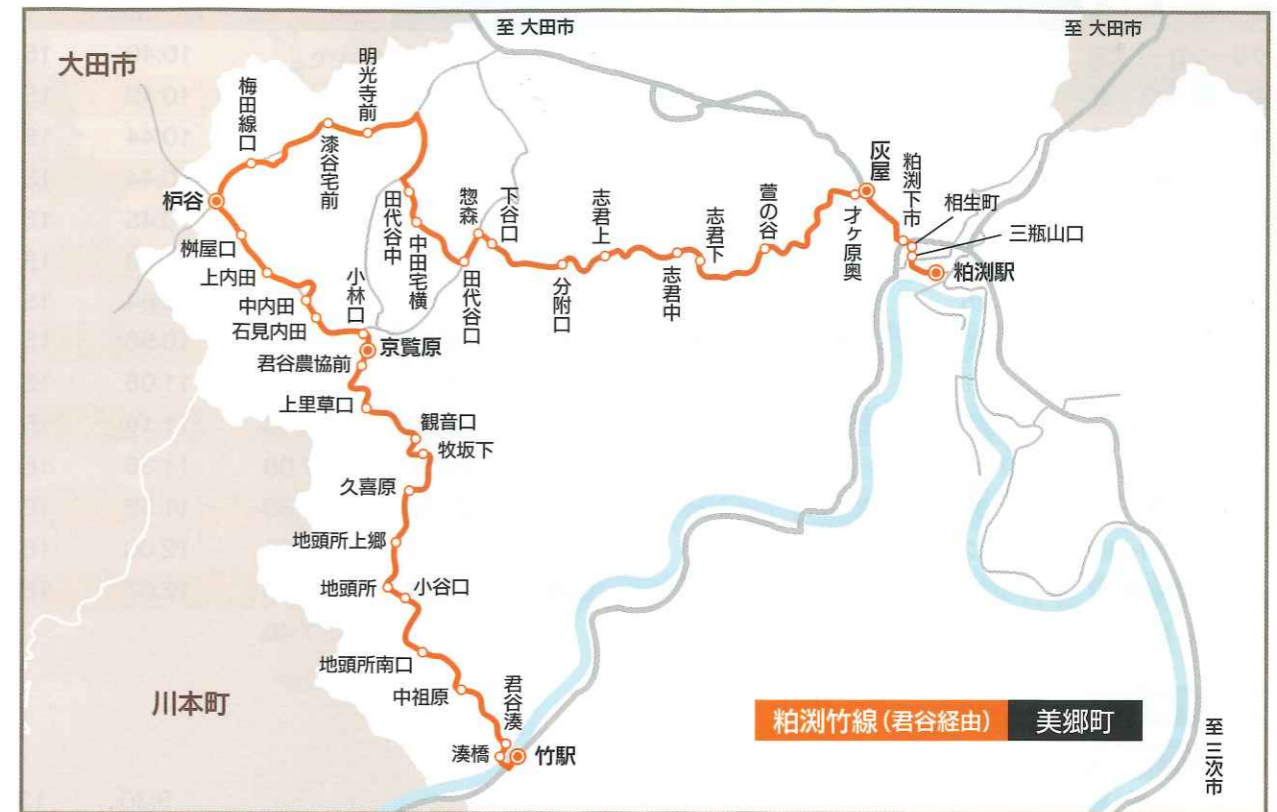 至 大田市
至 大田市
大田市
明光寺前
梅田線口
漆谷宅前
枦谷
桝屋口
上内田
中内田
石見内田
小林口
京覧原
君谷農協前
上里草口
観音口
牧坂下
久喜原
地頭所上郷
地頭所
小谷口
地頭所南口
中祖原
君谷湊
湊橋
竹駅
田代谷中
中田宅横
田代谷口
惣森
下谷口
分附口
志君上
志君中
志君下
萱の谷
才ヶ原奥
灰屋
粕渕下市
相生町
三瓶山口
粕渕駅
川本町
粕渕竹線(君谷経由)
美郷町
至 三次市